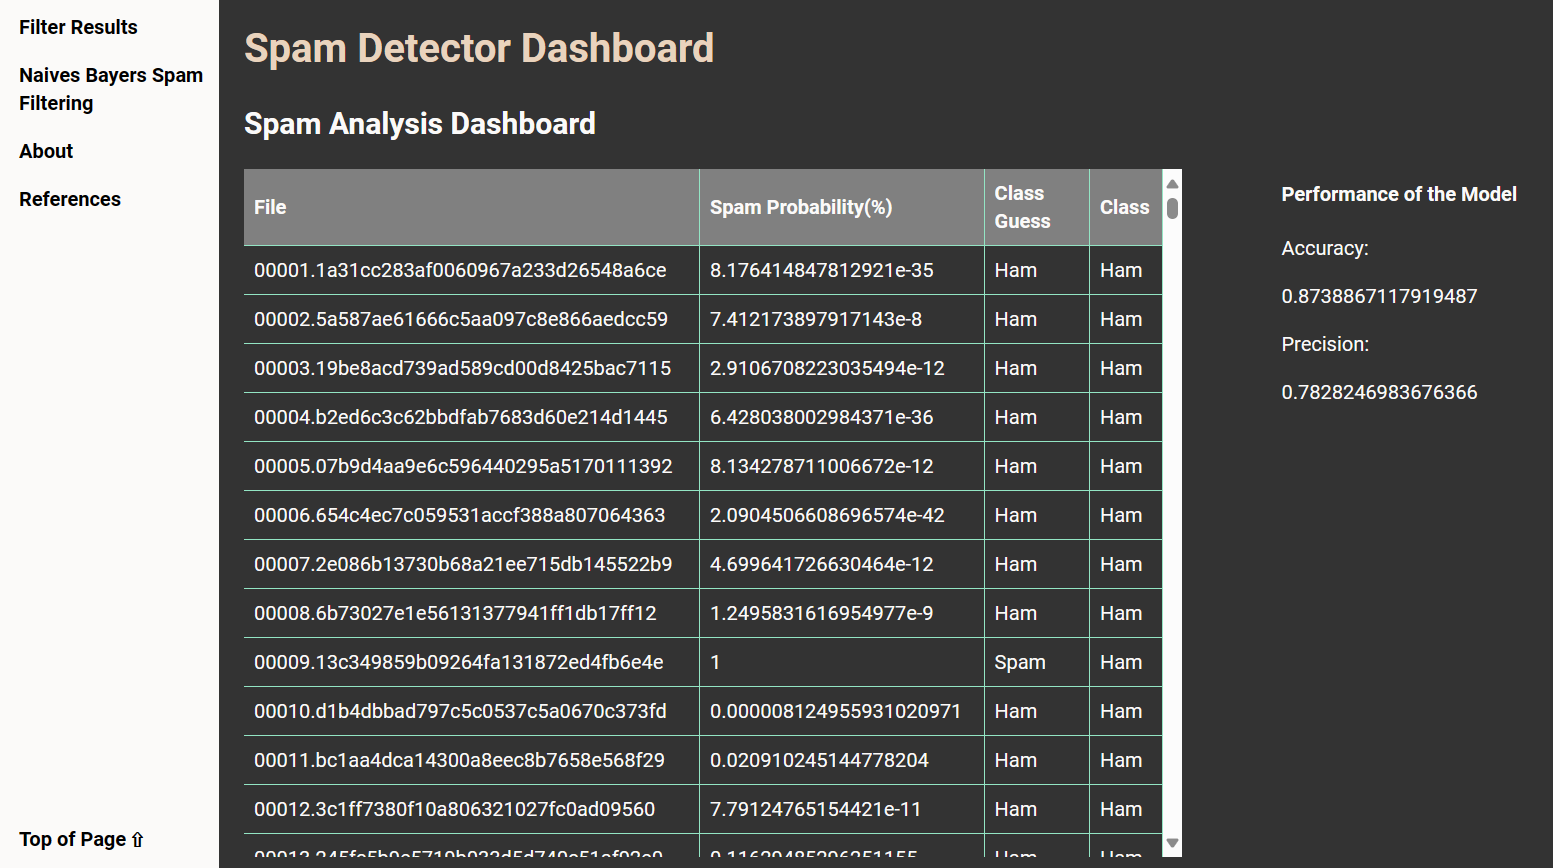 Filter Results
Naives Bayers Spam
Filtering
About
References
Top of Page ⇧
Spam Detector Dashboard
Spam Analysis Dashboard
File Spam Probability(%) Class Guess Class
00001.1a31cc283af0060967a233d26548a6ce 8.176414847812921e-35 Ham Ham
00002.5a587ae61666c5aa097c8e866aedcc59 7.412173897917143e-8 Ham Ham
00003.19be8acd739ad589cd00d8425bac7115 2.9106708223035494e-12 Ham Ham
00004.b2ed6c3c62bbdfab7683d60e214d1445 6.428038002984371e-36 Ham Ham
00005.07b9d4aa9e6c596440295a5170111392 8.134278711006672e-12 Ham Ham
00006.654c4ec7c059531accf388a807064363 2.0904506608696574e-42 Ham Ham
00007.2e086b13730b68a21ee715db145522b9 4.699641726630464e-12 Ham Ham
00008.6b73027e1e56131377941ff1db17ff12 1.2495831616954977e-9 Ham Ham
00009.13c349859b09264fa131872ed4fb6e4e 1 Spam Ham
00010.d1b4dbbad797c5c0537c5a0670c373fd 0.000008124955931020971 Ham Ham
00011.bc1aa4dca14300a8eec8b7658e568f29 0.020910245144778204 Ham Ham
00012.3c1ff7380f10a806321027fc0ad09560 7.79124765154421e-11 Ham Ham
Performance of the Model
Accuracy:
0.8738867117919487
Precision:
0.7828246983676366